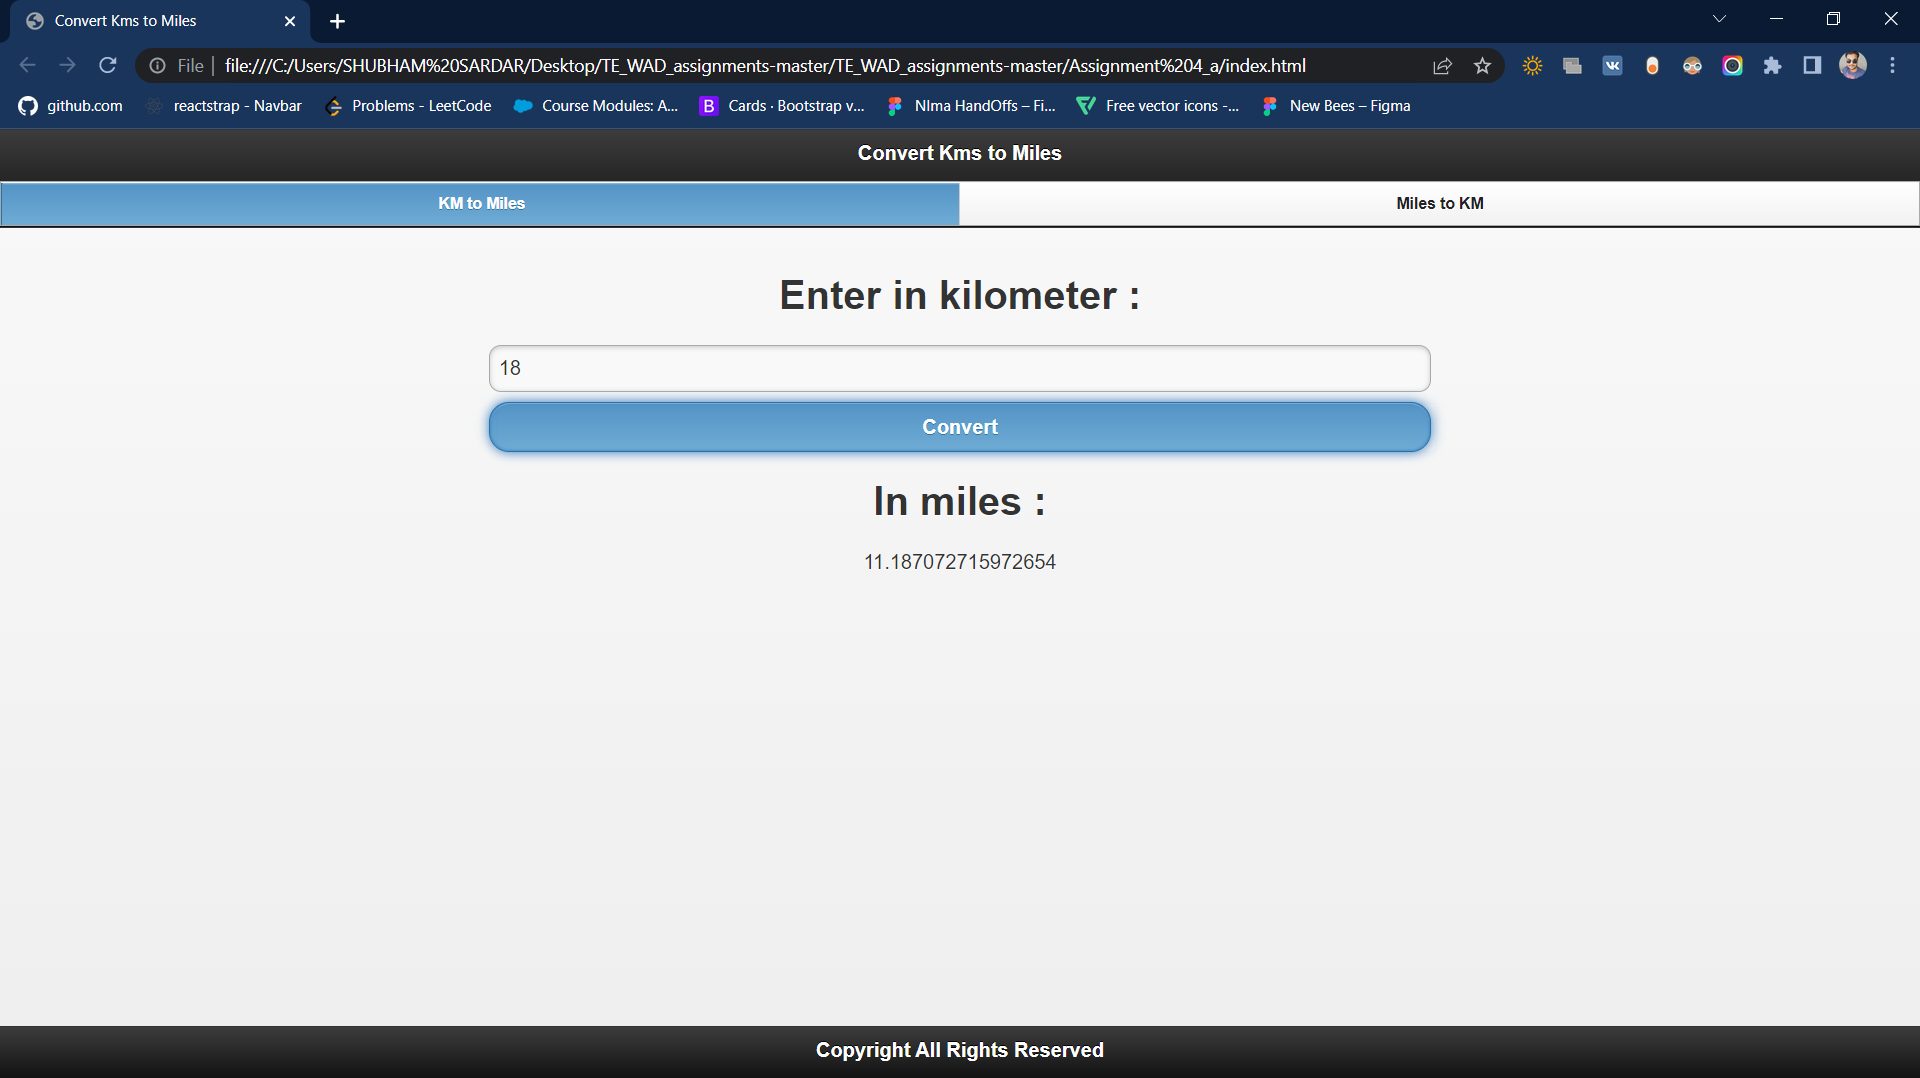 Convert Kms to Miles
File | file:///C:/Users/SHUBHAM%20SARDAR/Desktop/TE_WAD_assignments-master/TE_WAD_assignments-master/Assignment%204_a/index.html
github.com reactstrap - Navbar Problems - LeetCode Course Modules: A... B Cards · Bootstrap v... NIma HandOffs – Fi... Free vector icons -... New Bees – Figma
Convert Kms to Miles
KM to Miles Miles to KM
Enter in kilometer :
18
Convert
In miles :
11.187072715972654
Copyright All Rights Reserved